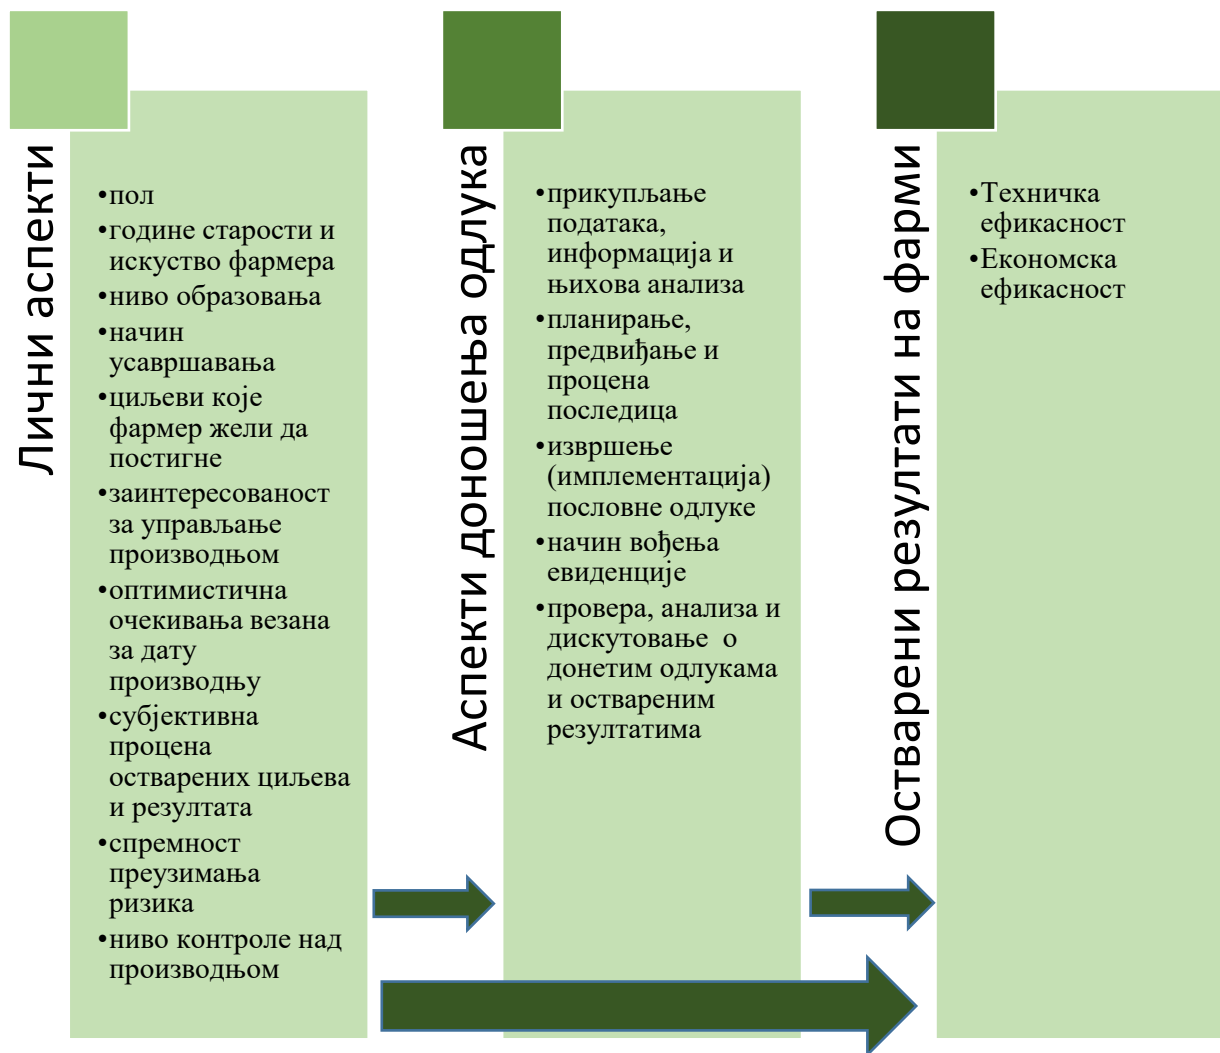 Лични аспекти
•пол
•године старости и
искуство фармера
•ниво образовања
•начин
усавршавања
•циљеви које
фармер жели да
постигне
•заинтересованост
за управљање
производњом
•оптимистична
очекивања везана
за дату
производњу
•субјективна
процена
остварених циљева
и резултата
•спремност
преузимања
ризика
•ниво контроле над
производњом
Аспекти доношења одлука
•прикупљање
података,
информација и
њихова анализа
•планирање,
предвиђање и
процена
последица
•извршење
(имплементација)
пословне одлуке
•начин вођења
евиденције
•провера, анализа и
дискутовање о
донетим одлукама
и оствареним
резултатима
Остварени резултати на фарми
•Техничка
ефикасност
•Економска
ефикасност